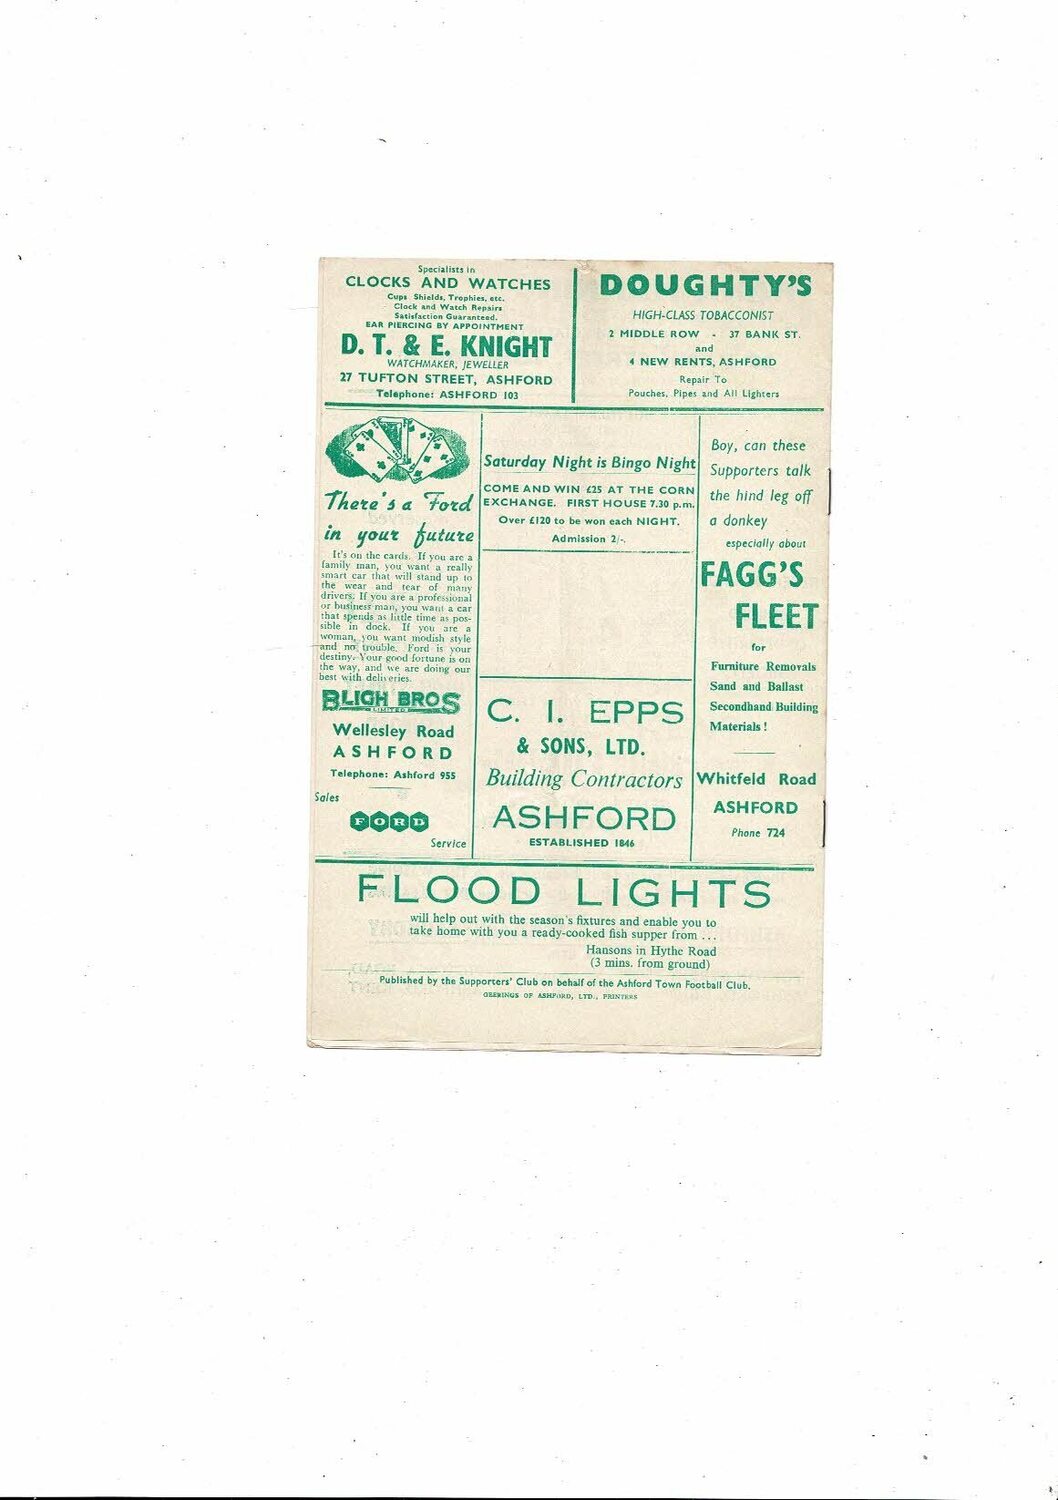 Specialists in
CLOCKS AND WATCHES
Cups Shields, Trophies, etc.
Clock and Watch Repairs
Satisfaction Guaranteed.
EAR PIERCING BY APPOINTMENT
D. T. & E. KNIGHT
WATCHMAKER, JEWELLER
27 TUFTON STREET, ASHFORD
Telephone: ASHFORD 103
DOUGHTY'S
HIGH-CLASS TOBACCONIST
2 MIDDLE ROW - 37 BANK ST.
and
4 NEW RENTS, ASHFORD
Repair To
Pouches, Pipes and All Lighters
There's a Ford
in your future
It's on the cards. If you are a
family man, you want a really
smart car that will stand up to
the wear and tear of many
drivers. If you are a professional
or business man, you want a car
that spends as little time as pos-
sible in dock. If you are a
woman, you want modish style
and no trouble. Ford is your
destiny. Your good fortune is on
the way, and we are doing our
best with deliveries.
BLIGH BROS
LIMITED
Wellesley Road
ASHFORD
Telephone: Ashford 955
Sales
FORD
Service
Saturday Night is Bingo Night
COME AND WIN £25 AT THE CORN
EXCHANGE. FIRST HOUSE 7.30 p.m.
Over £120 to be won each NIGHT.
Admission 2/-.
C. I. EPPS
& SONS, LTD.
Building Contractors
ASHFORD
ESTABLISHED 1846
Boy, can these
Supporters talk
the hind leg off
a donkey
especially about
FAGG'S
FLEET
for
Furniture Removals
Sand and Ballast
Secondhand Building
Materials !
Whitfeld Road
ASHFORD
Phone 724
FLOOD LIGHTS
will help out with the season's fixtures and enable you to
take home with you a ready-cooked fish supper from ...
Hansons in Hythe Road
(3 mins. from ground)
Published by the Supporters' Club on behalf of the Ashford Town Football Club.
GEERINGS OF ASHFORD, LTD., PRINTERS